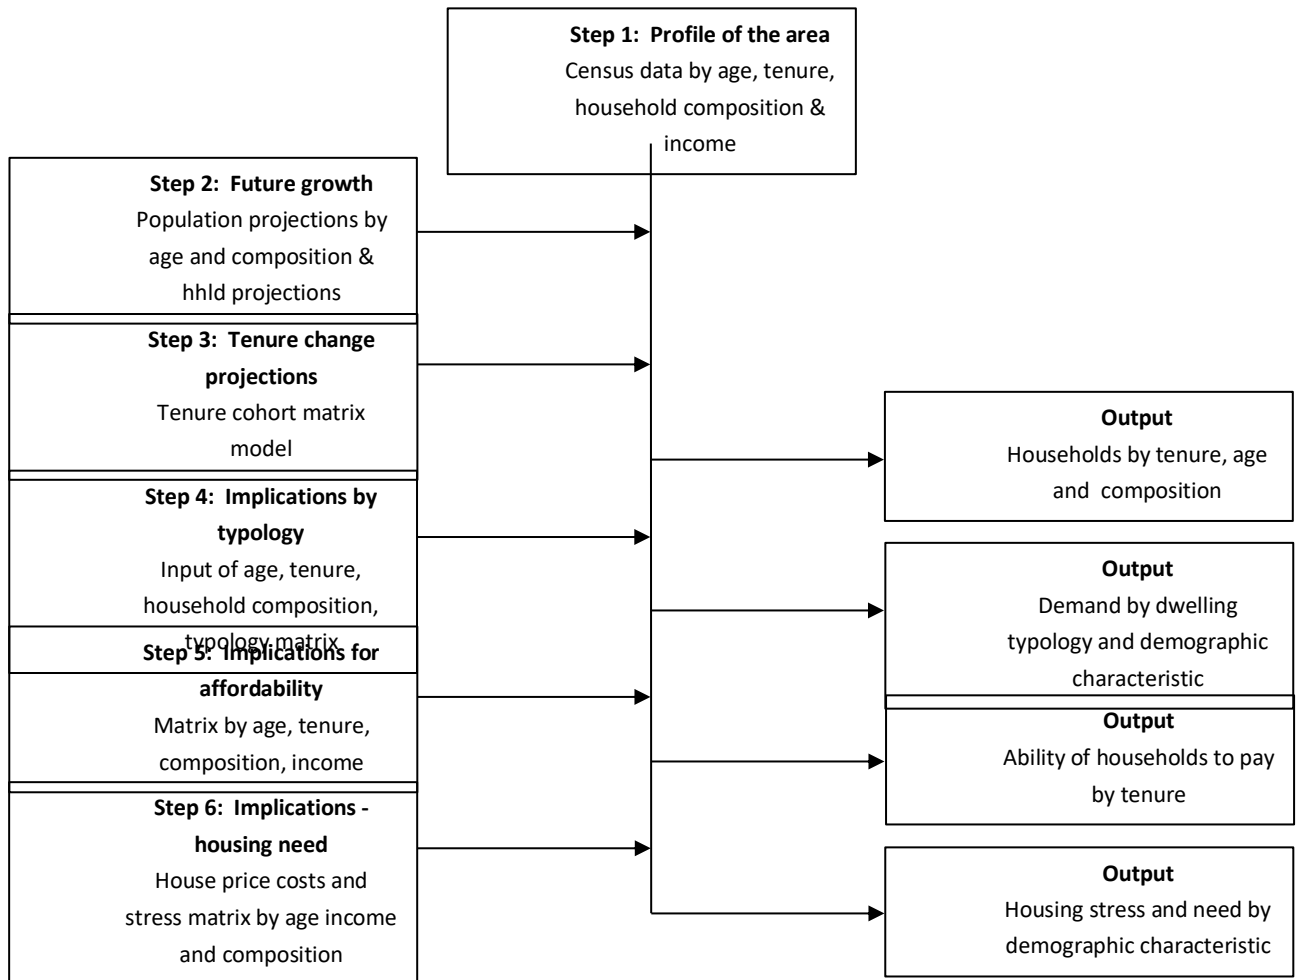 Step 1:  Profile of the area
Census data by age, tenure,
household composition &
income
Step 2:  Future growth
Population projections by
age and composition &
hhld projections
Step 3:  Tenure change
projections
Tenure cohort matrix
model
Step 4:  Implications by
typology
Input of age, tenure,
household composition,
typology matrix
Step 5:  Implications for
affordability
Matrix by age, tenure,
composition, income
Step 6:  Implications -
housing need
House price costs and
stress matrix by age income
and composition
Output
Households by tenure, age
and  composition
Output
Demand by dwelling
typology and demographic
characteristic
Output
Ability of households to pay
by tenure
Output
Housing stress and need by
demographic characteristic